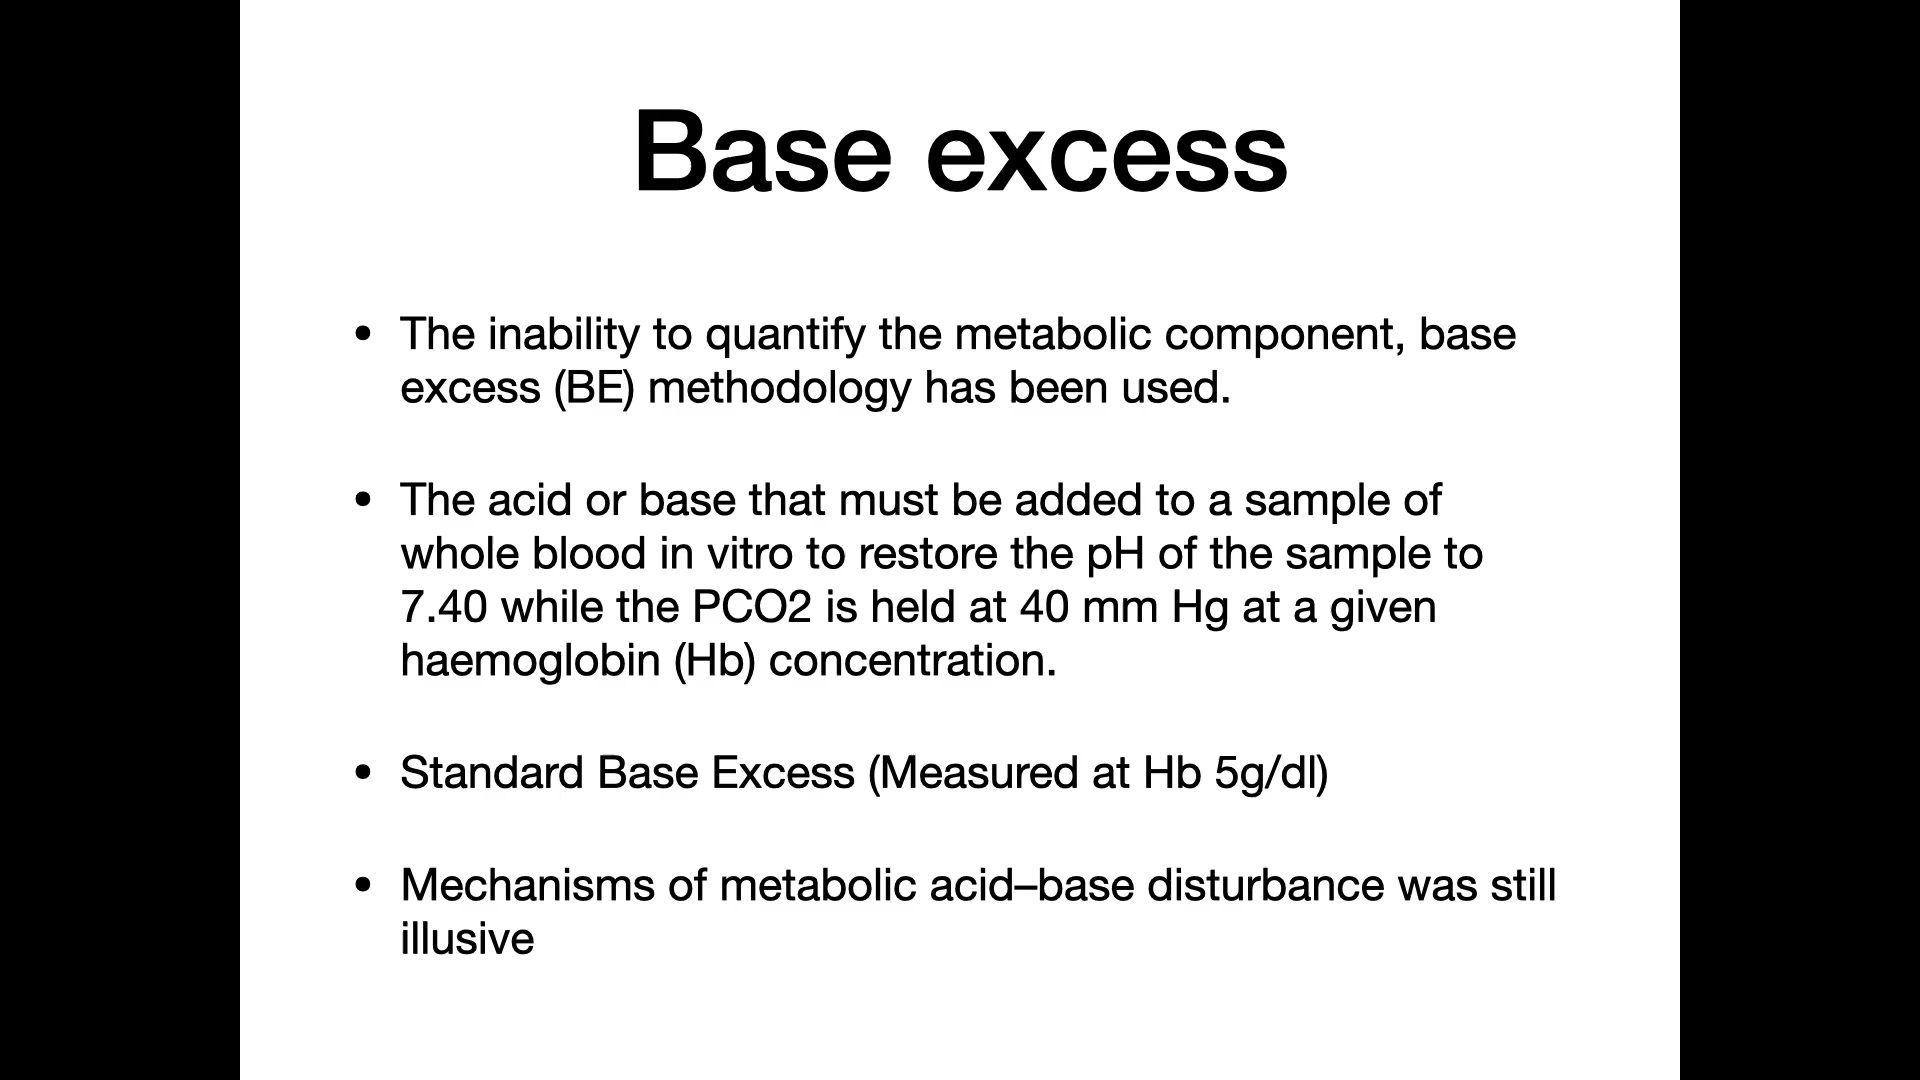 Base excess
• The inability to quantify the metabolic component, base
excess (BE) methodology has been used.
• The acid or base that must be added to a sample of
whole blood in vitro to restore the pH of the sample to
7.40 while the PCO2 is held at 40 mm Hg at a given
haemoglobin (Hb) concentration.
• Standard Base Excess (Measured at Hb 5g/dl)
• Mechanisms of metabolic acid–base disturbance was still
illusive